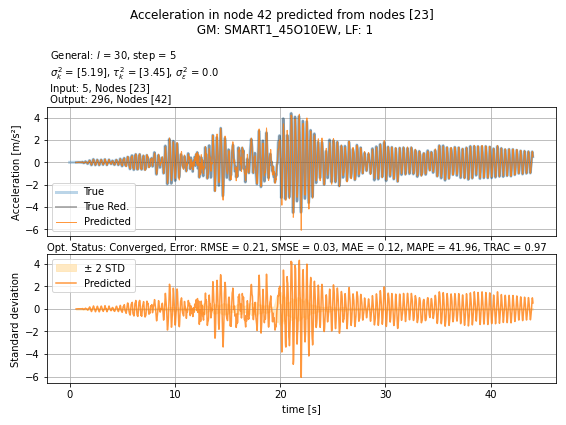 Acceleration in node 42 predicted from nodes [23]
GM: SMART1_45O10EW, LF: 1
General: l = 30, step = 5
σ²ₖ = [5.19], τ²ₖ = [3.45], σ²ₑ = 0.0
Input: 5, Nodes [23]
Output: 296, Nodes [42]
Acceleration [m/s²]
4
2
0
−2
−4
−6
True
True Red.
Predicted
Opt. Status: Converged, Error: RMSE = 0.21, SMSE = 0.03, MAE = 0.12, MAPE = 41.96, TRAC = 0.97
Standard deviation
4
2
0
−2
−4
−6
± 2 STD
Predicted
0 10 20 30 40
time [s]